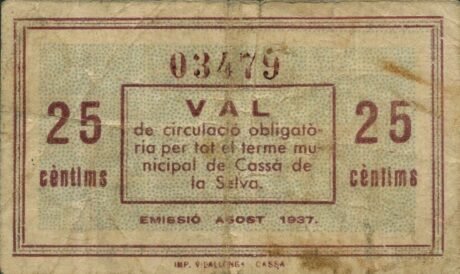 03479
VAL
de circulació obligatò-
ria per tot el terme mu-
nicipal de Cassà de
la Selva.
25
cèntims
25
cèntims
EMISSIÓ AGOST 1937.
IMP. VIDALLONGA CASSÀ